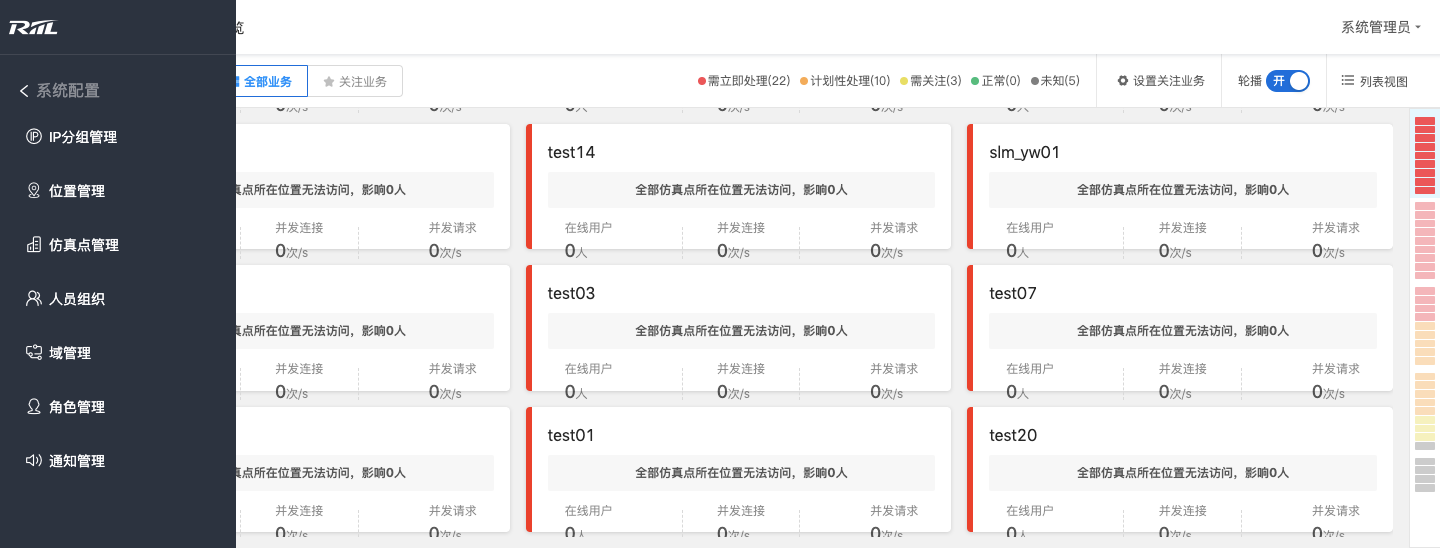 RIIL
览
系统管理员
系统配置
IP分组管理
位置管理
仿真点管理
人员组织
域管理
角色管理
通知管理
全部业务
关注业务
需立即处理(22) 计划性处理(10) 需关注(3) 正常(0) 未知(5)
设置关注业务
轮播 开
列表视图
真点所在位置无法访问，影响0人
并发连接 并发请求
0次/s 0次/s
test14
全部仿真点所在位置无法访问，影响0人
在线用户 并发连接 并发请求
0人 0次/s 0次/s
slm_yw01
全部仿真点所在位置无法访问，影响0人
在线用户 并发连接 并发请求
0人 0次/s 0次/s
真点所在位置无法访问，影响0人
并发连接 并发请求
0次/s 0次/s
test03
全部仿真点所在位置无法访问，影响0人
在线用户 并发连接 并发请求
0人 0次/s 0次/s
test07
全部仿真点所在位置无法访问，影响0人
在线用户 并发连接 并发请求
0人 0次/s 0次/s
真点所在位置无法访问，影响0人
并发连接 并发请求
0次/s 0次/s
test01
全部仿真点所在位置无法访问，影响0人
在线用户 并发连接 并发请求
0人 0次/s 0次/s
test20
全部仿真点所在位置无法访问，影响0人
在线用户 并发连接 并发请求
0人 0次/s 0次/s